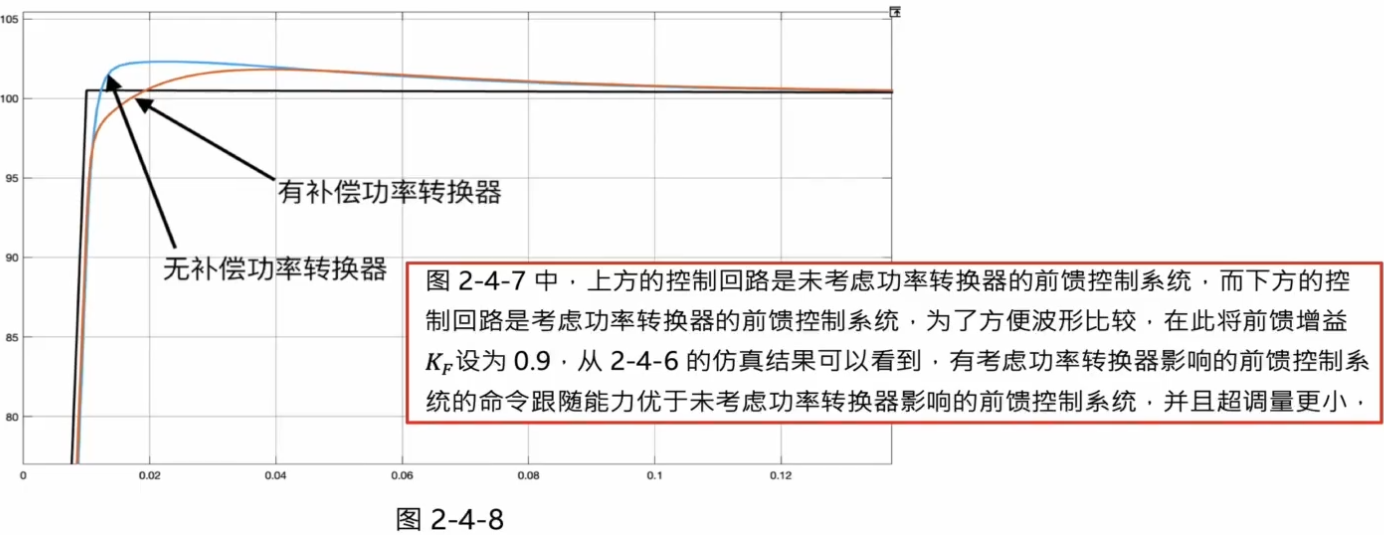 105
100
95
90
85
80
0
0.02
0.04
0.06
0.08
0.1
0.12
有补偿功率转换器
无补偿功率转换器
图 2-4-7 中，上方的控制回路是未考虑功率转换器的前馈控制系统，而下方的控
制回路是考虑功率转换器的前馈控制系统，为了方便波形比较，在此将前馈增益
K_F设为 0.9，从 2-4-6 的仿真结果可以看到，有考虑功率转换器影响的前馈控制系
统的命令跟随能力优于未考虑功率转换器影响的前馈控制系统，并且超调量更小，
图 2-4-8